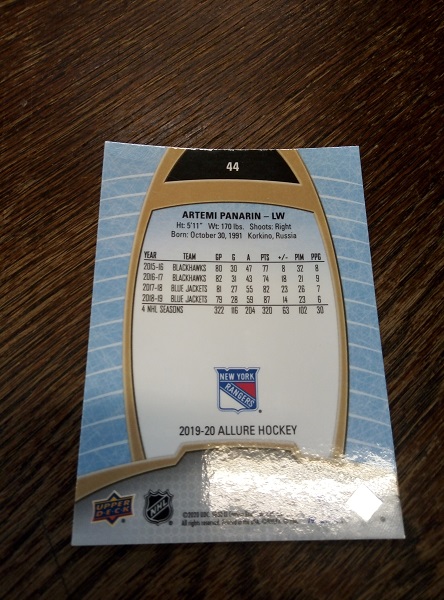 44
ARTEMI PANARIN – LW
Ht: 5'11" Wt: 170 lbs. Shoots: Right
Born: October 30, 1991 Korkino, Russia
YEAR TEAM GP G A PTS +/- PIM PPG
2015-16 BLACKHAWKS 80 30 47 77 8 32 8
2016-17 BLACKHAWKS 82 31 43 74 18 21 9
2017-18 BLUE JACKETS 81 27 55 82 23 26 7
2018-19 BLUE JACKETS 79 28 59 87 14 23 6
4 NHL SEASONS 322 116 204 320 63 102 30
NEW YORK
RANGERS
2019-20 ALLURE HOCKEY
UPPER
DECK
NHL
All rights reserved.